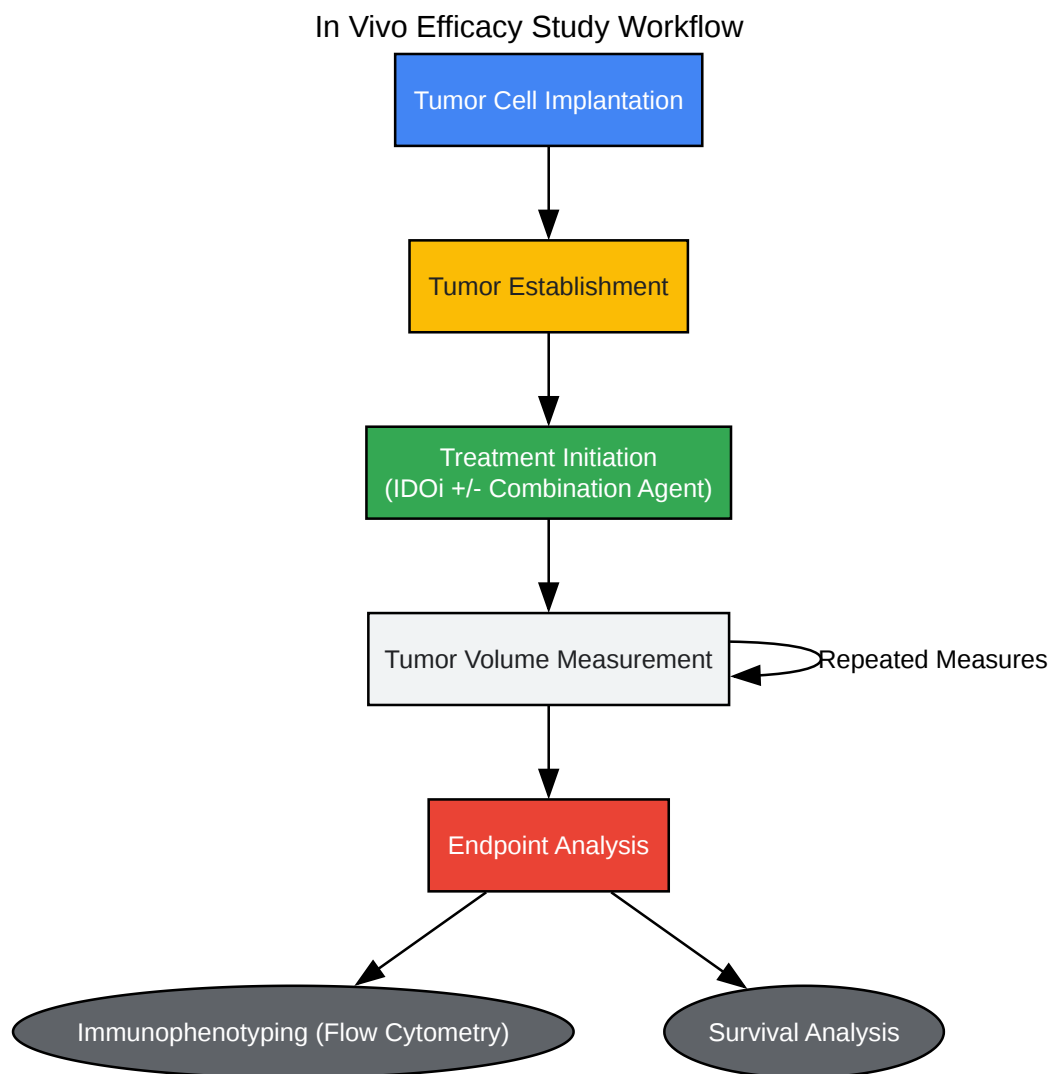 In Vivo Efficacy Study Workflow
Tumor Cell Implantation
Tumor Establishment
Treatment Initiation
(IDOi +/- Combination Agent)
Tumor Volume Measurement
Repeated Measures
Endpoint Analysis
Immunophenotyping (Flow Cytometry)
Survival Analysis